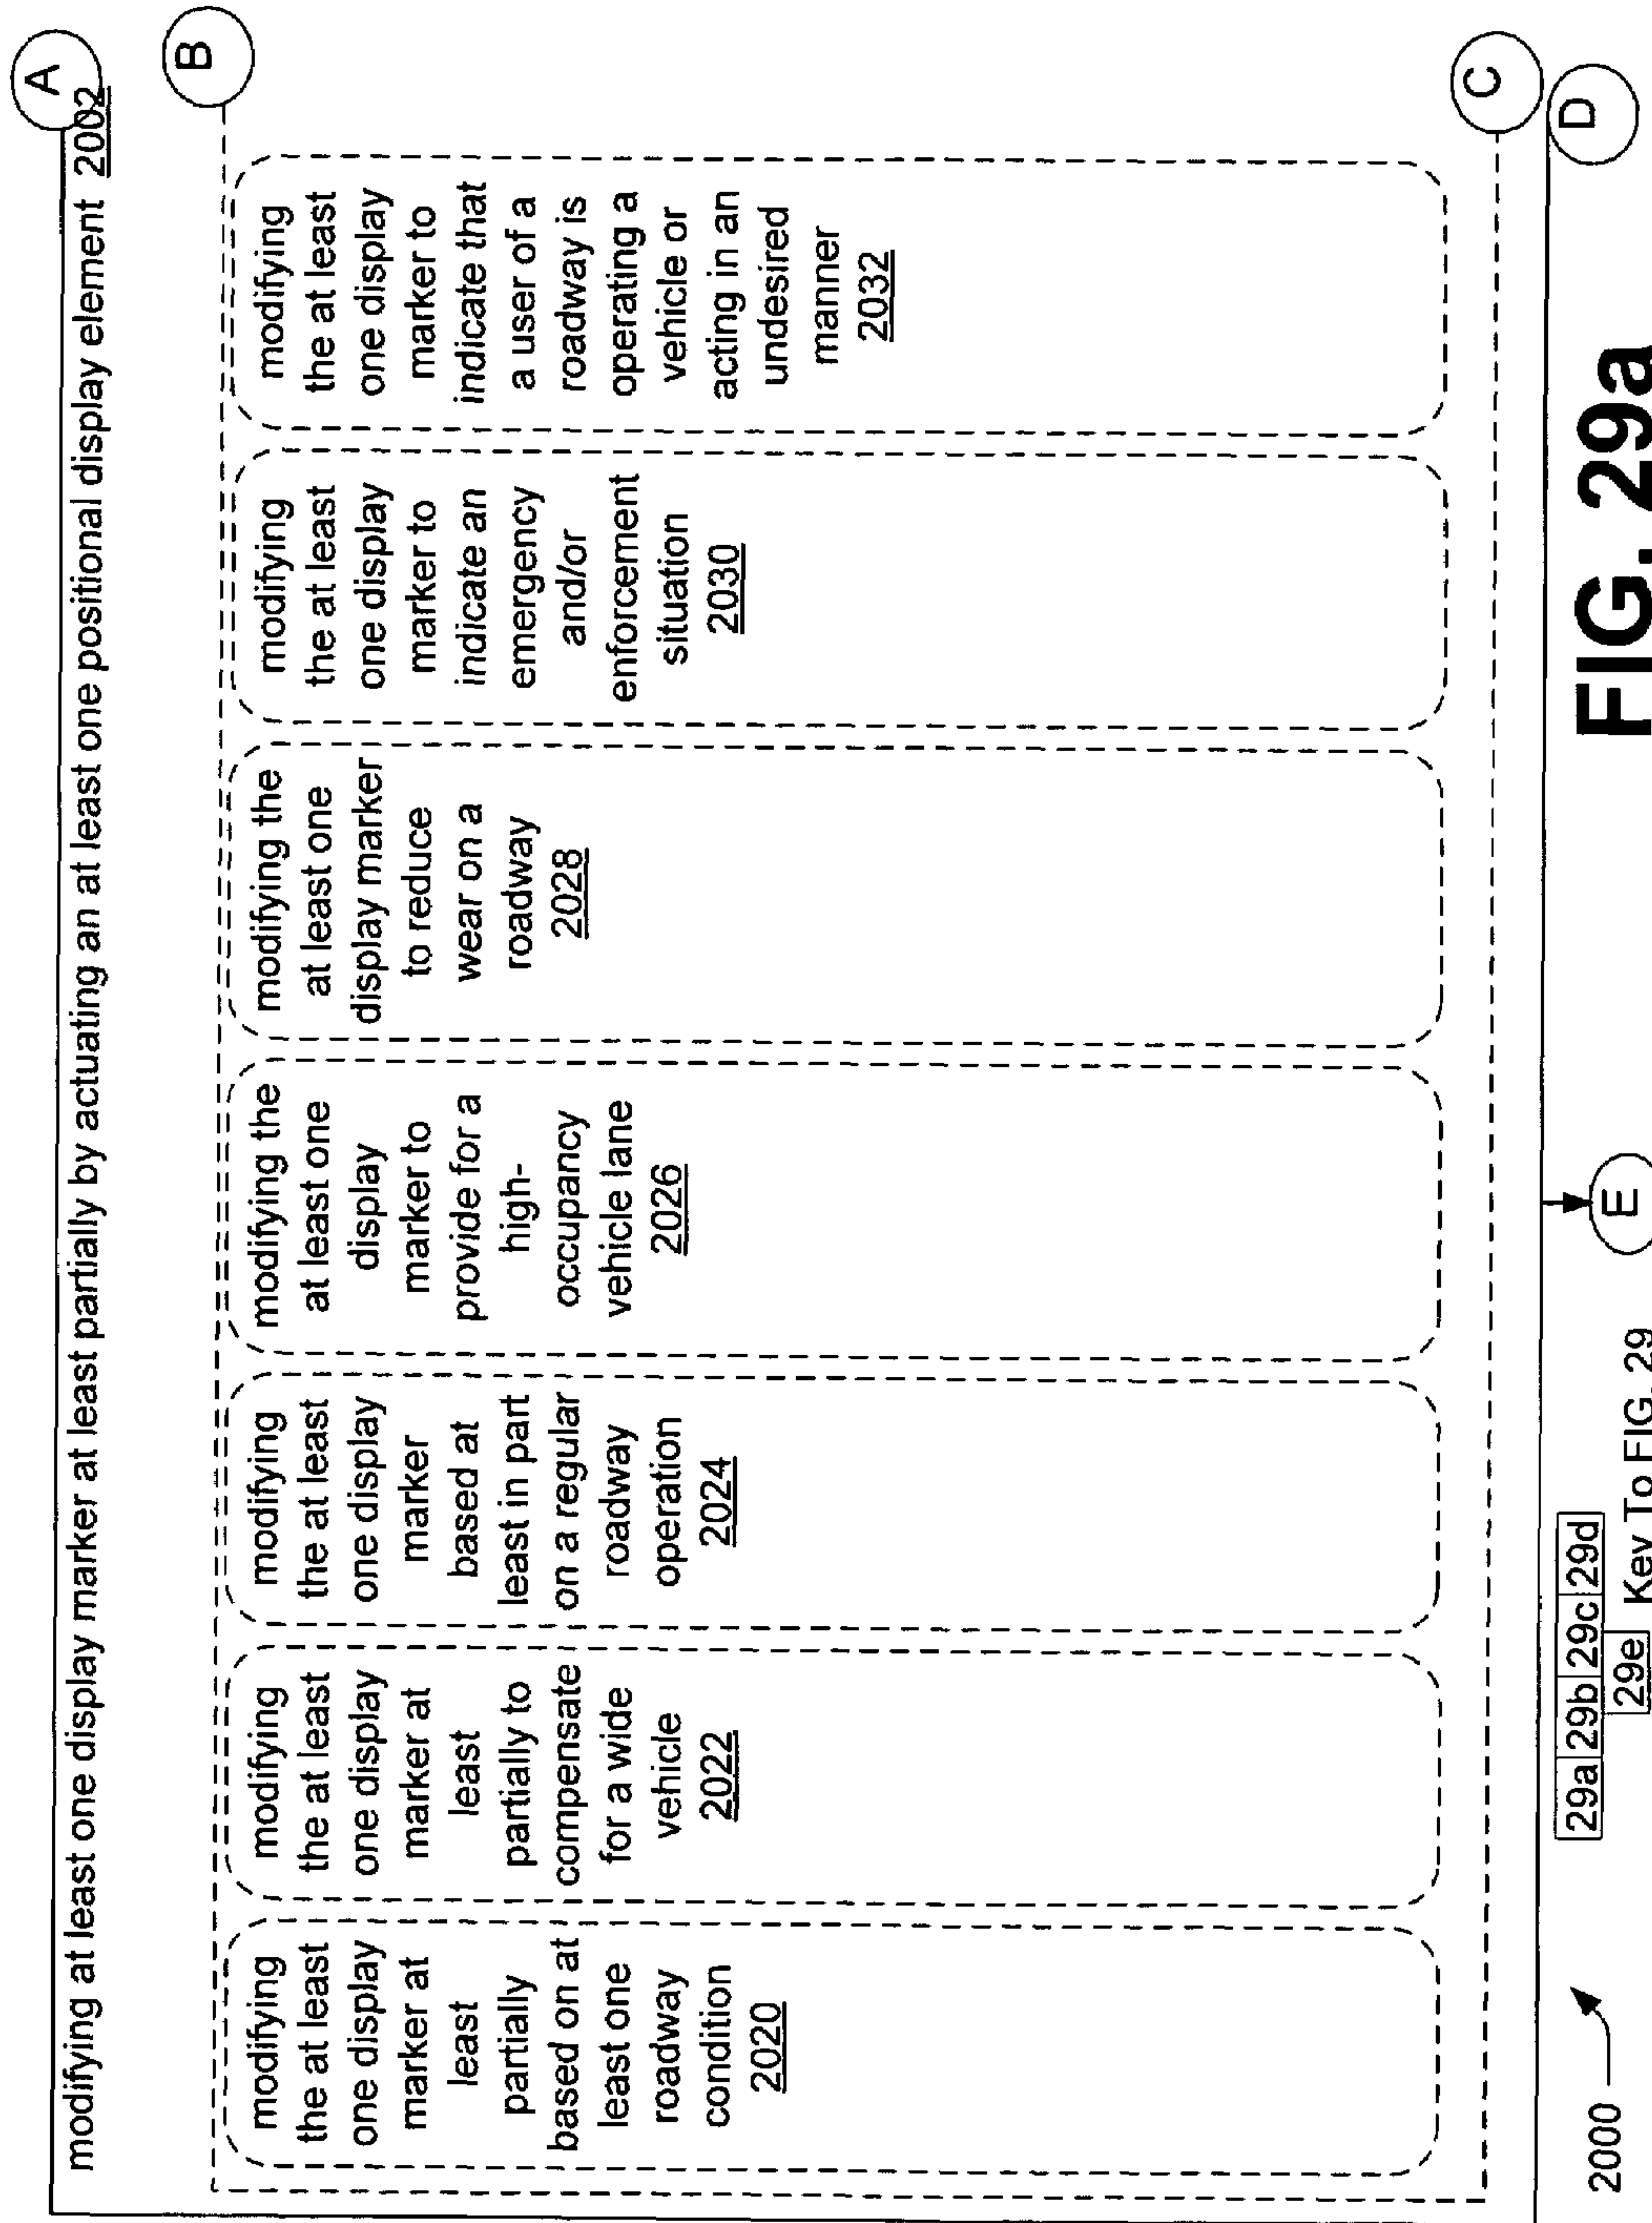 A
modifying at least one display marker at least partially by actuating an at least one positional display element 2002
B
modifying
the at least
one display
marker at
least
partially
based on at
least one
roadway
condition
2020
modifying
the at least
one display
marker at
least
partially to
compensate
for a wide
vehicle
2022
modifying
the at least
one display
marker
based at
least in part
on a regular
roadway
operation
2024
modifying the
at least one
display
marker to
provide for a
high-
occupancy
vehicle lane
2026
modifying the
at least one
display marker
to reduce
wear on a
roadway
2028
modifying
the at least
one display
marker to
indicate an
emergency
and/or
enforcement
situation
2030
modifying
the at least
one display
marker to
indicate that
a user of a
roadway is
operating a
vehicle or
acting in an
undesired
manner
2032
C
D
2000
29a 29b 29c 29d
29e
Key To FIG. 29
E
FIG. 29a